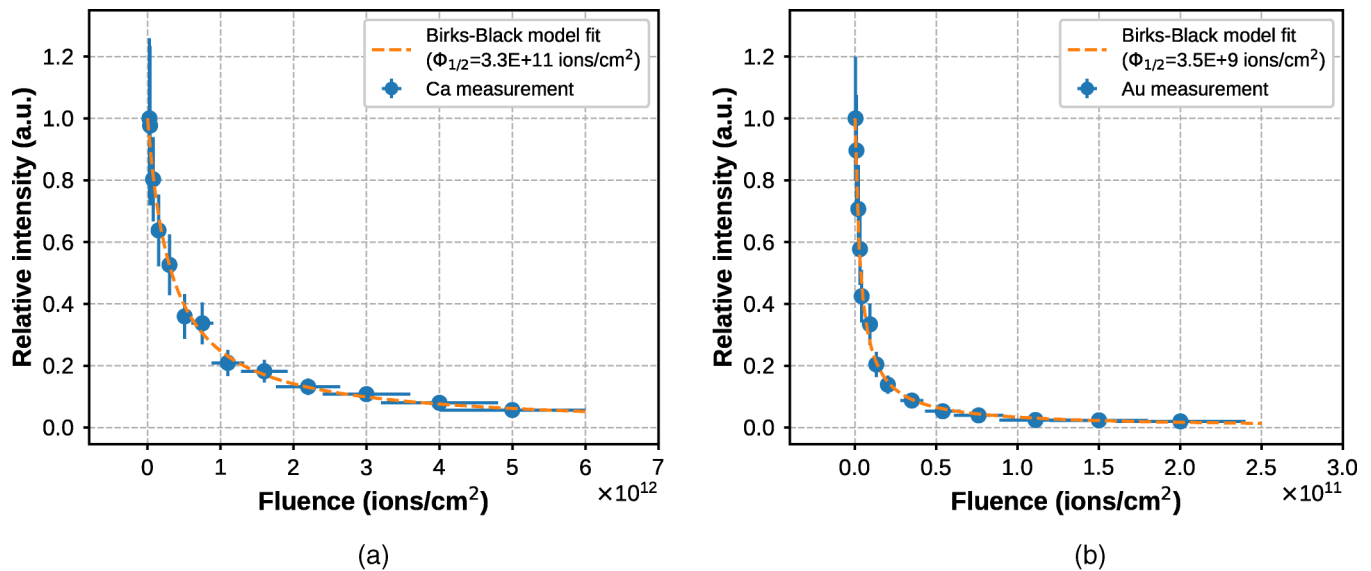 Relative intensity (a.u.)
1.2
1.0
0.8
0.6
0.4
0.2
0.0
Birks-Black model fit
(Φ1/2=3.3E+11 ions/cm²)
Ca measurement
0 1 2 3 4 5 6 7
×10¹²
Fluence (ions/cm²)
(a)
Relative intensity (a.u.)
1.2
1.0
0.8
0.6
0.4
0.2
0.0
Birks-Black model fit
(Φ1/2=3.5E+9 ions/cm²)
Au measurement
0.0 0.5 1.0 1.5 2.0 2.5 3.0
×10¹¹
Fluence (ions/cm²)
(b)